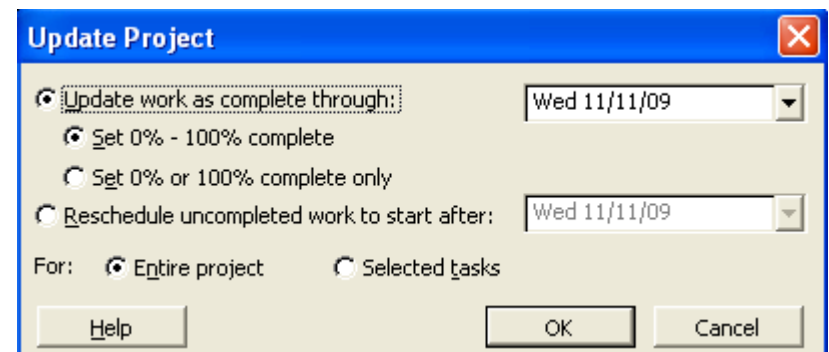 Update Project
Update work as complete through: Wed 11/11/09
Set 0% - 100% complete
Set 0% or 100% complete only
Reschedule uncompleted work to start after: Wed 11/11/09
For: Entire project Selected tasks
Help OK Cancel